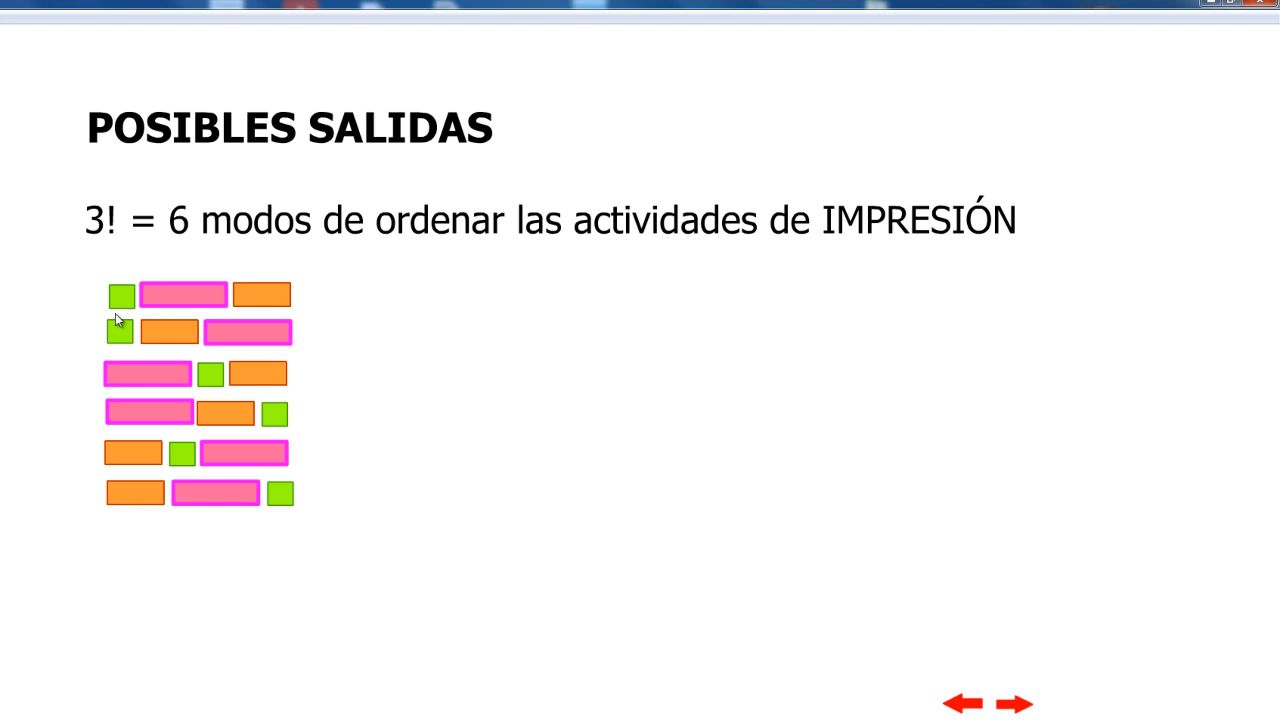 POSIBLES SALIDAS
3! = 6 modos de ordenar las actividades de IMPRESIÓN